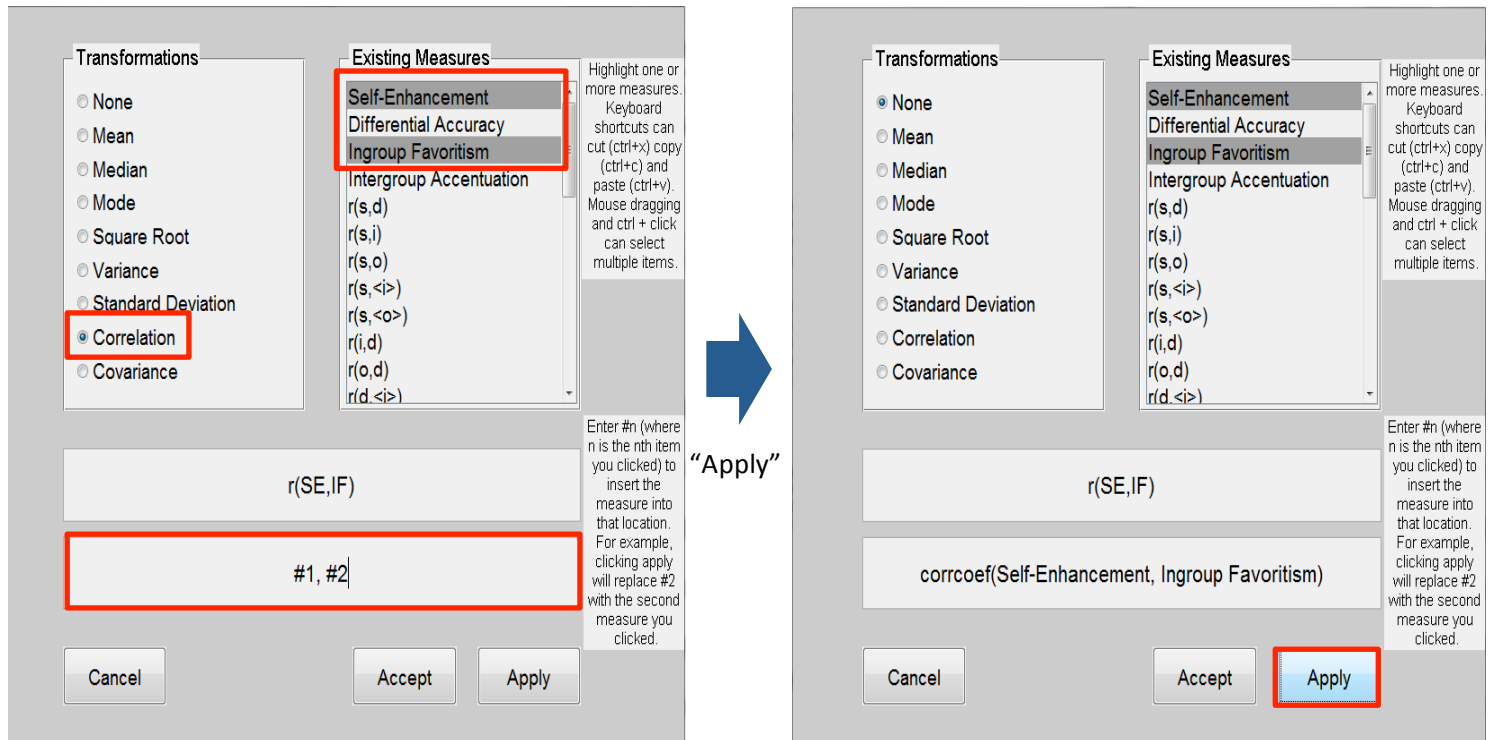 Transformations
None
Mean
Median
Mode
Square Root
Variance
Standard Deviation
Correlation
Covariance
Existing Measures
Self-Enhancement
Differential Accuracy
Ingroup Favoritism
Intergroup Accentuation
r(s,d)
r(s,i)
r(s,o)
r(s,<i>)
r(s,<o>)
r(i,d)
r(o,d)
r(d,<i>)
Highlight one or
more measures.
Keyboard
shortcuts can
cut (ctrl+x) copy
(ctrl+c) and
paste (ctrl+v).
Mouse dragging
and ctrl + click
can select
multiple items.
r(SE,IF)
#1, #2
Enter #n (where
n is the nth item
you clicked) to
insert the
measure into
that location.
For example,
clicking apply
will replace #2
with the second
measure you
clicked.
Cancel
Accept
Apply
“Apply”
Transformations
None
Mean
Median
Mode
Square Root
Variance
Standard Deviation
Correlation
Covariance
Existing Measures
Self-Enhancement
Differential Accuracy
Ingroup Favoritism
Intergroup Accentuation
r(s,d)
r(s,i)
r(s,o)
r(s,<i>)
r(s,<o>)
r(i,d)
r(o,d)
r(d,<i>)
Highlight one or
more measures.
Keyboard
shortcuts can
cut (ctrl+x) copy
(ctrl+c) and
paste (ctrl+v).
Mouse dragging
and ctrl + click
can select
multiple items.
r(SE,IF)
corrcoef(Self-Enhancement, Ingroup Favoritism)
Enter #n (where
n is the nth item
you clicked) to
insert the
measure into
that location.
For example,
clicking apply
will replace #2
with the second
measure you
clicked.
Cancel
Accept
Apply